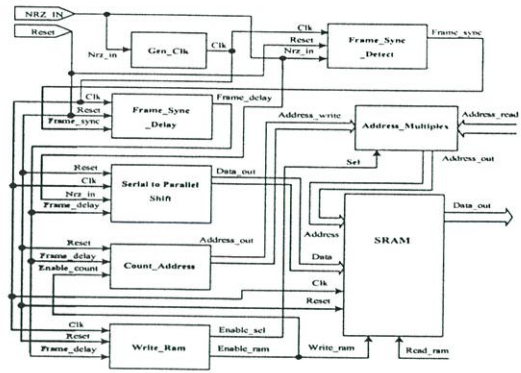 NRZ_IN
Reset
Nrz_in
Gen_Clk
Clk
Clk
Reset
Nrz_in
Frame_Sync
_Detect
Frame_sync
Clk
Reset
Frame_sync
Frame_Sync
_Delay
Frame_delay
Address_write
Address_Multiplex
Address_read
Sel
Address_out
Reset
Clk
Nrz_in
Frame_delay
Serial to Parallel
Shift
Data_out
Address
Data
Clk
Reset
SRAM
Data_out
Reset
Frame_delay
Enable_count
Count_Address
Address_out
Clk
Reset
Frame_delay
Write_Ram
Enable_sel
Enable_ram
Write_ram
Read_ram